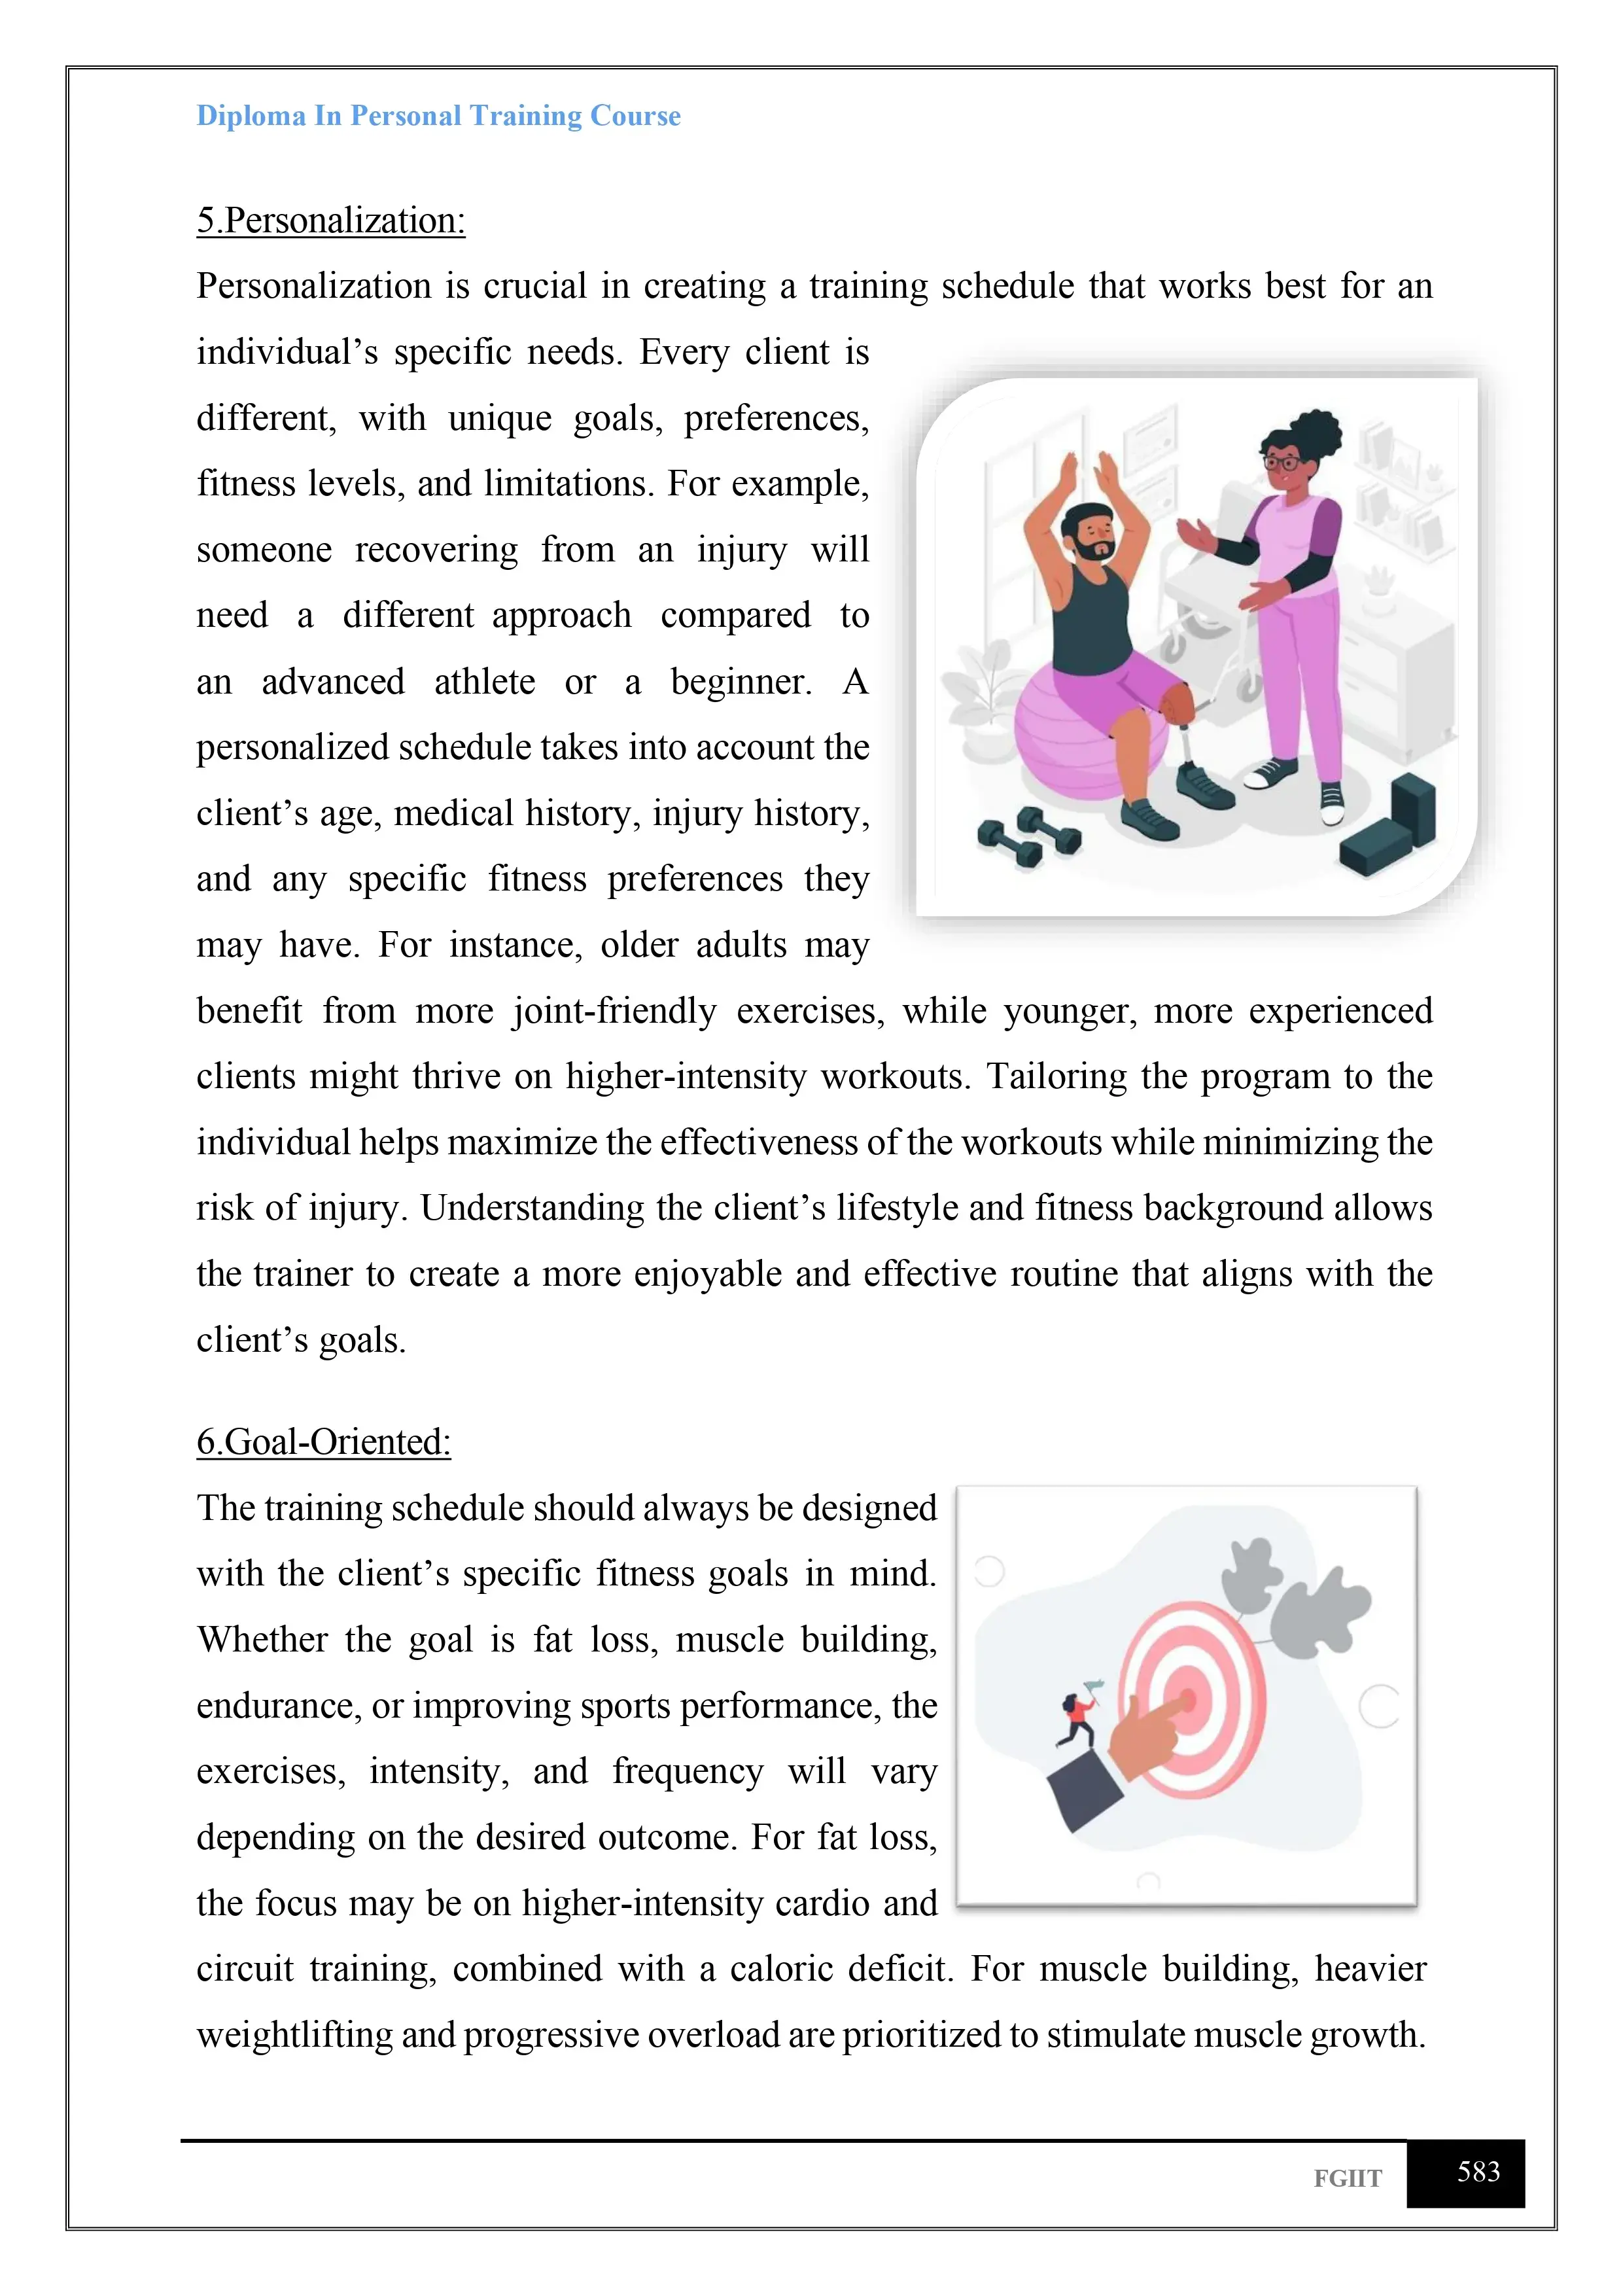 Diploma In Personal Training Course
5.Personalization:
Personalization is crucial in creating a training schedule that works best for an
individual’s specific needs. Every client is
different, with unique goals, preferences,
fitness levels, and limitations. For example,
someone recovering from an injury will
need a different approach compared to
an advanced athlete or a beginner. A
personalized schedule takes into account the
client’s age, medical history, injury history,
and any specific fitness preferences they
may have. For instance, older adults may
benefit from more joint-friendly exercises, while younger, more experienced
clients might thrive on higher-intensity workouts. Tailoring the program to the
individual helps maximize the effectiveness of the workouts while minimizing the
risk of injury. Understanding the client’s lifestyle and fitness background allows
the trainer to create a more enjoyable and effective routine that aligns with the
client’s goals.
6.Goal-Oriented:
The training schedule should always be designed
with the client’s specific fitness goals in mind.
Whether the goal is fat loss, muscle building,
endurance, or improving sports performance, the
exercises, intensity, and frequency will vary
depending on the desired outcome. For fat loss,
the focus may be on higher-intensity cardio and
circuit training, combined with a caloric deficit. For muscle building, heavier
weightlifting and progressive overload are prioritized to stimulate muscle growth.
FGIIT
583